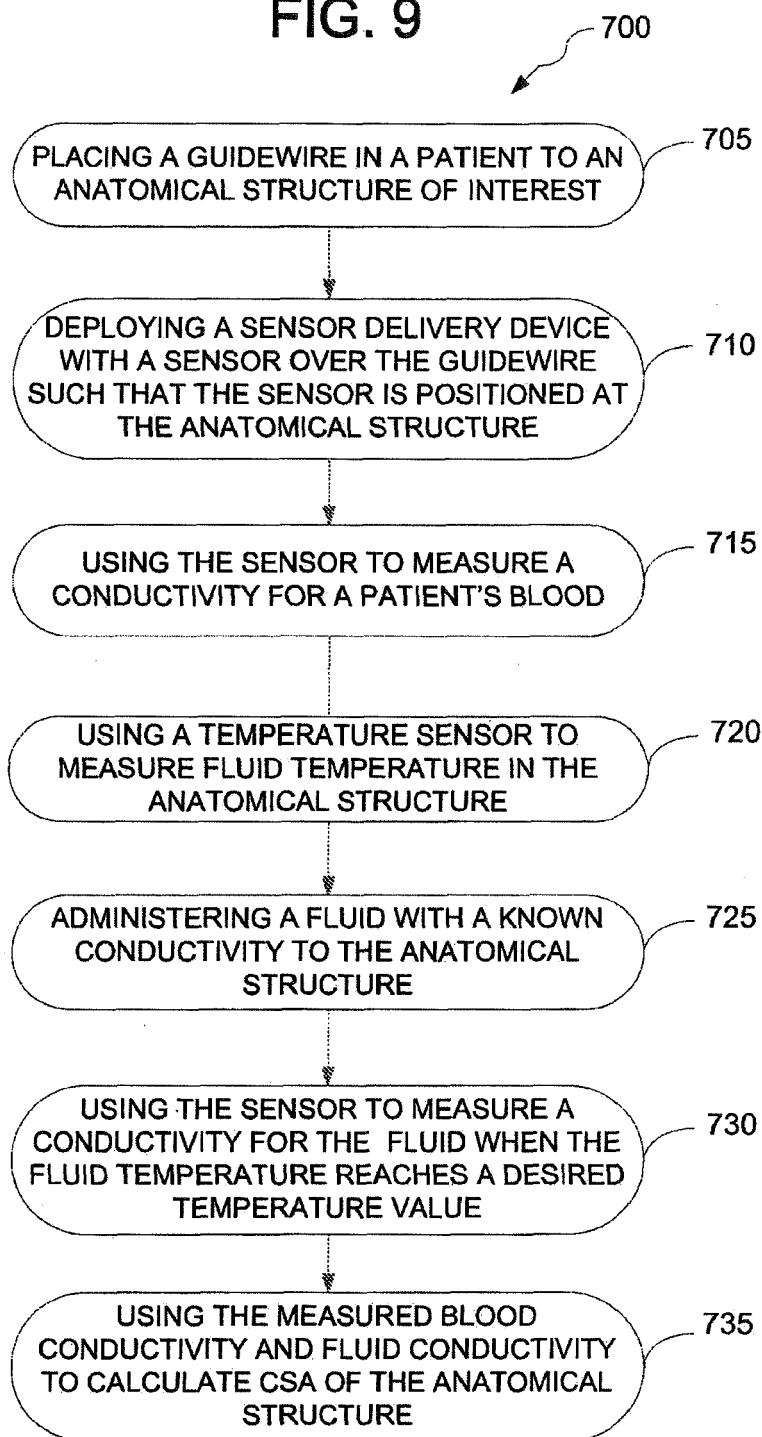 FIG. 9
700
PLACING A GUIDEWIRE IN A PATIENT TO AN
ANATOMICAL STRUCTURE OF INTEREST
705
DEPLOYING A SENSOR DELIVERY DEVICE
WITH A SENSOR OVER THE GUIDEWIRE
SUCH THAT THE SENSOR IS POSITIONED AT
THE ANATOMICAL STRUCTURE
710
USING THE SENSOR TO MEASURE A
CONDUCTIVITY FOR A PATIENT'S BLOOD
715
USING A TEMPERATURE SENSOR TO
MEASURE FLUID TEMPERATURE IN THE
ANATOMICAL STRUCTURE
720
ADMINISTERING A FLUID WITH A KNOWN
CONDUCTIVITY TO THE ANATOMICAL
STRUCTURE
725
USING THE SENSOR TO MEASURE A
CONDUCTIVITY FOR THE FLUID WHEN THE
FLUID TEMPERATURE REACHES A DESIRED
TEMPERATURE VALUE
730
USING THE MEASURED BLOOD
CONDUCTIVITY AND FLUID CONDUCTIVITY
TO CALCULATE CSA OF THE ANATOMICAL
STRUCTURE
735